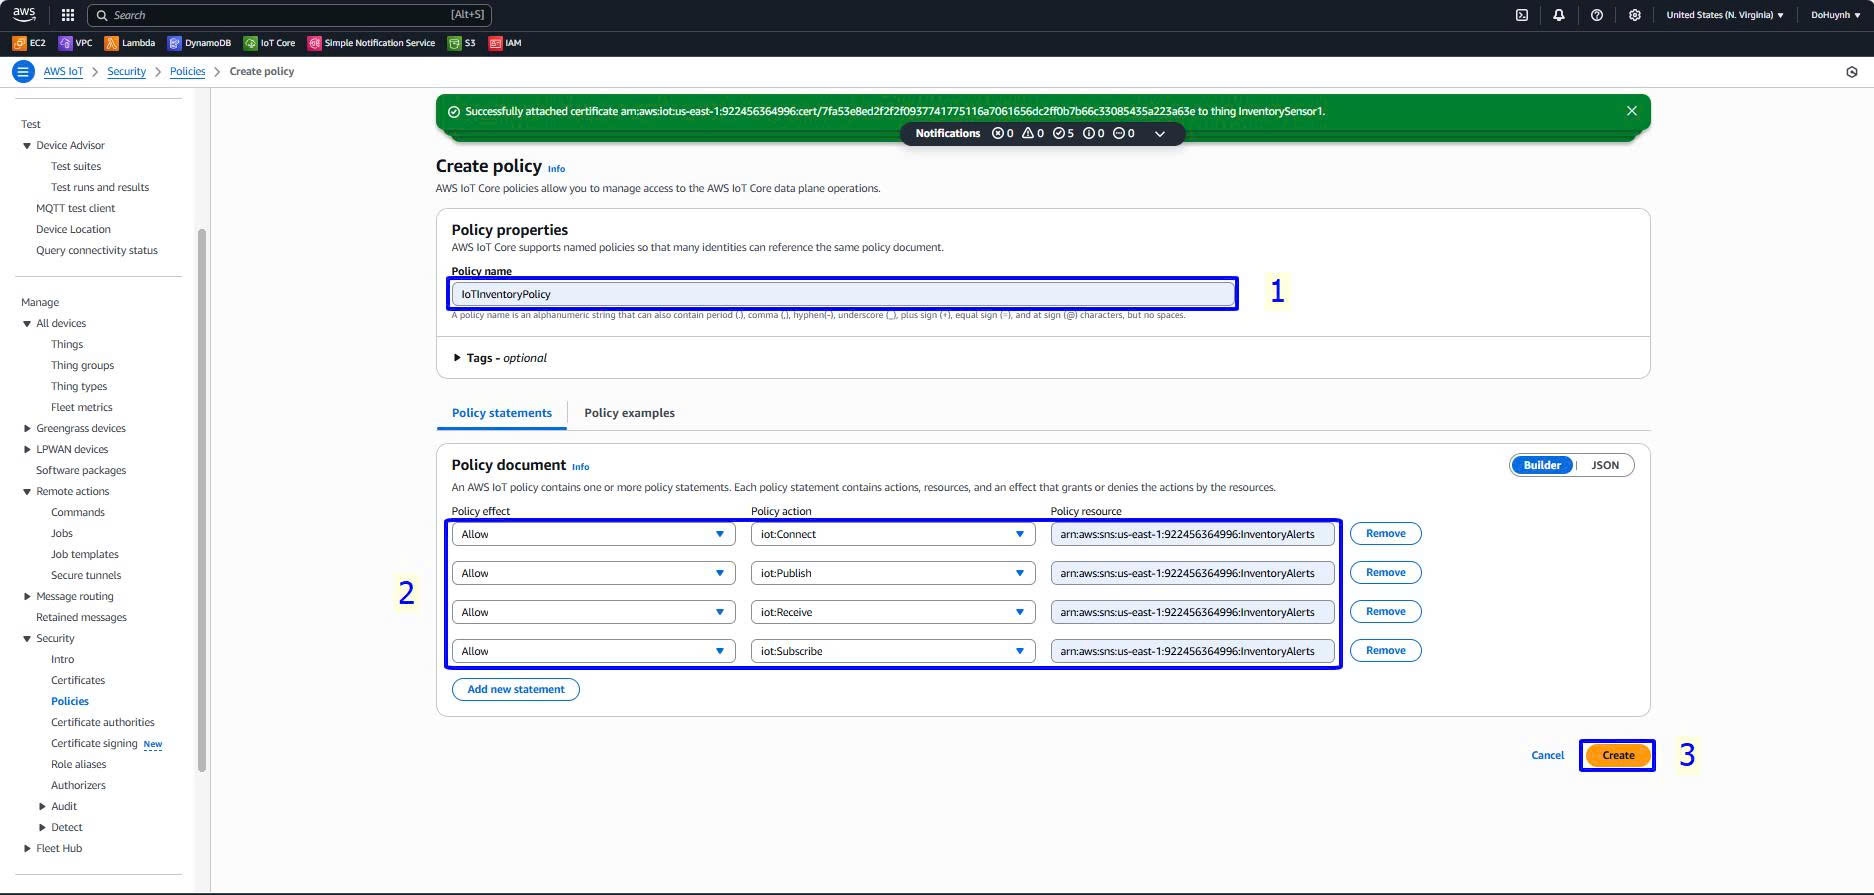 aws
Search [Alt+S]
United States (N. Virginia)
DoHuynh
EC2 VPC Lambda DynamoDB IoT Core Simple Notification Service S3 IAM
AWS IoT > Security > Policies > Create policy
Test
Device Advisor
Test suites
Test runs and results
MQTT test client
Device Location
Query connectivity status
Manage
All devices
Things
Thing groups
Thing types
Fleet metrics
Greengrass devices
LPWAN devices
Software packages
Remote actions
Commands
Jobs
Job templates
Secure tunnels
Message routing
Retained messages
Security
Intro
Certificates
Policies
Certificate authorities
Certificate signing New
Role aliases
Authorizers
Audit
Detect
Fleet Hub
Successfully attached certificate arn:aws:iot:us-east-1:922456364996:cert/7fa53e8ed2f2f2f0937741775116a7061656dc2ff0b7b66c33085435a223a63e to thing InventorySensor1.
Notifications 0 0 5 0 0
Create policy Info
AWS IoT Core policies allow you to manage access to the AWS IoT Core data plane operations.
Policy properties
AWS IoT Core supports named policies so that many identities can reference the same policy document.
Policy name
IoTInventoryPolicy
1
A policy name is an alphanumeric string that can also contain period (.), comma (,), hyphen(-), underscore (_), plus sign (+), equal sign (=), and at sign (@) characters, but no spaces.
Tags - optional
Policy statements Policy examples
Policy document Info
Builder JSON
An AWS IoT policy contains one or more policy statements. Each policy statement contains actions, resources, and an effect that grants or denies the actions by the resources.
Policy effect Policy action Policy resource
Allow iot:Connect arn:aws:sns:us-east-1:922456364996:InventoryAlerts Remove
Allow iot:Publish arn:aws:sns:us-east-1:922456364996:InventoryAlerts Remove
2
Allow iot:Receive arn:aws:sns:us-east-1:922456364996:InventoryAlerts Remove
Allow iot:Subscribe arn:aws:sns:us-east-1:922456364996:InventoryAlerts Remove
Add new statement
Cancel Create 3